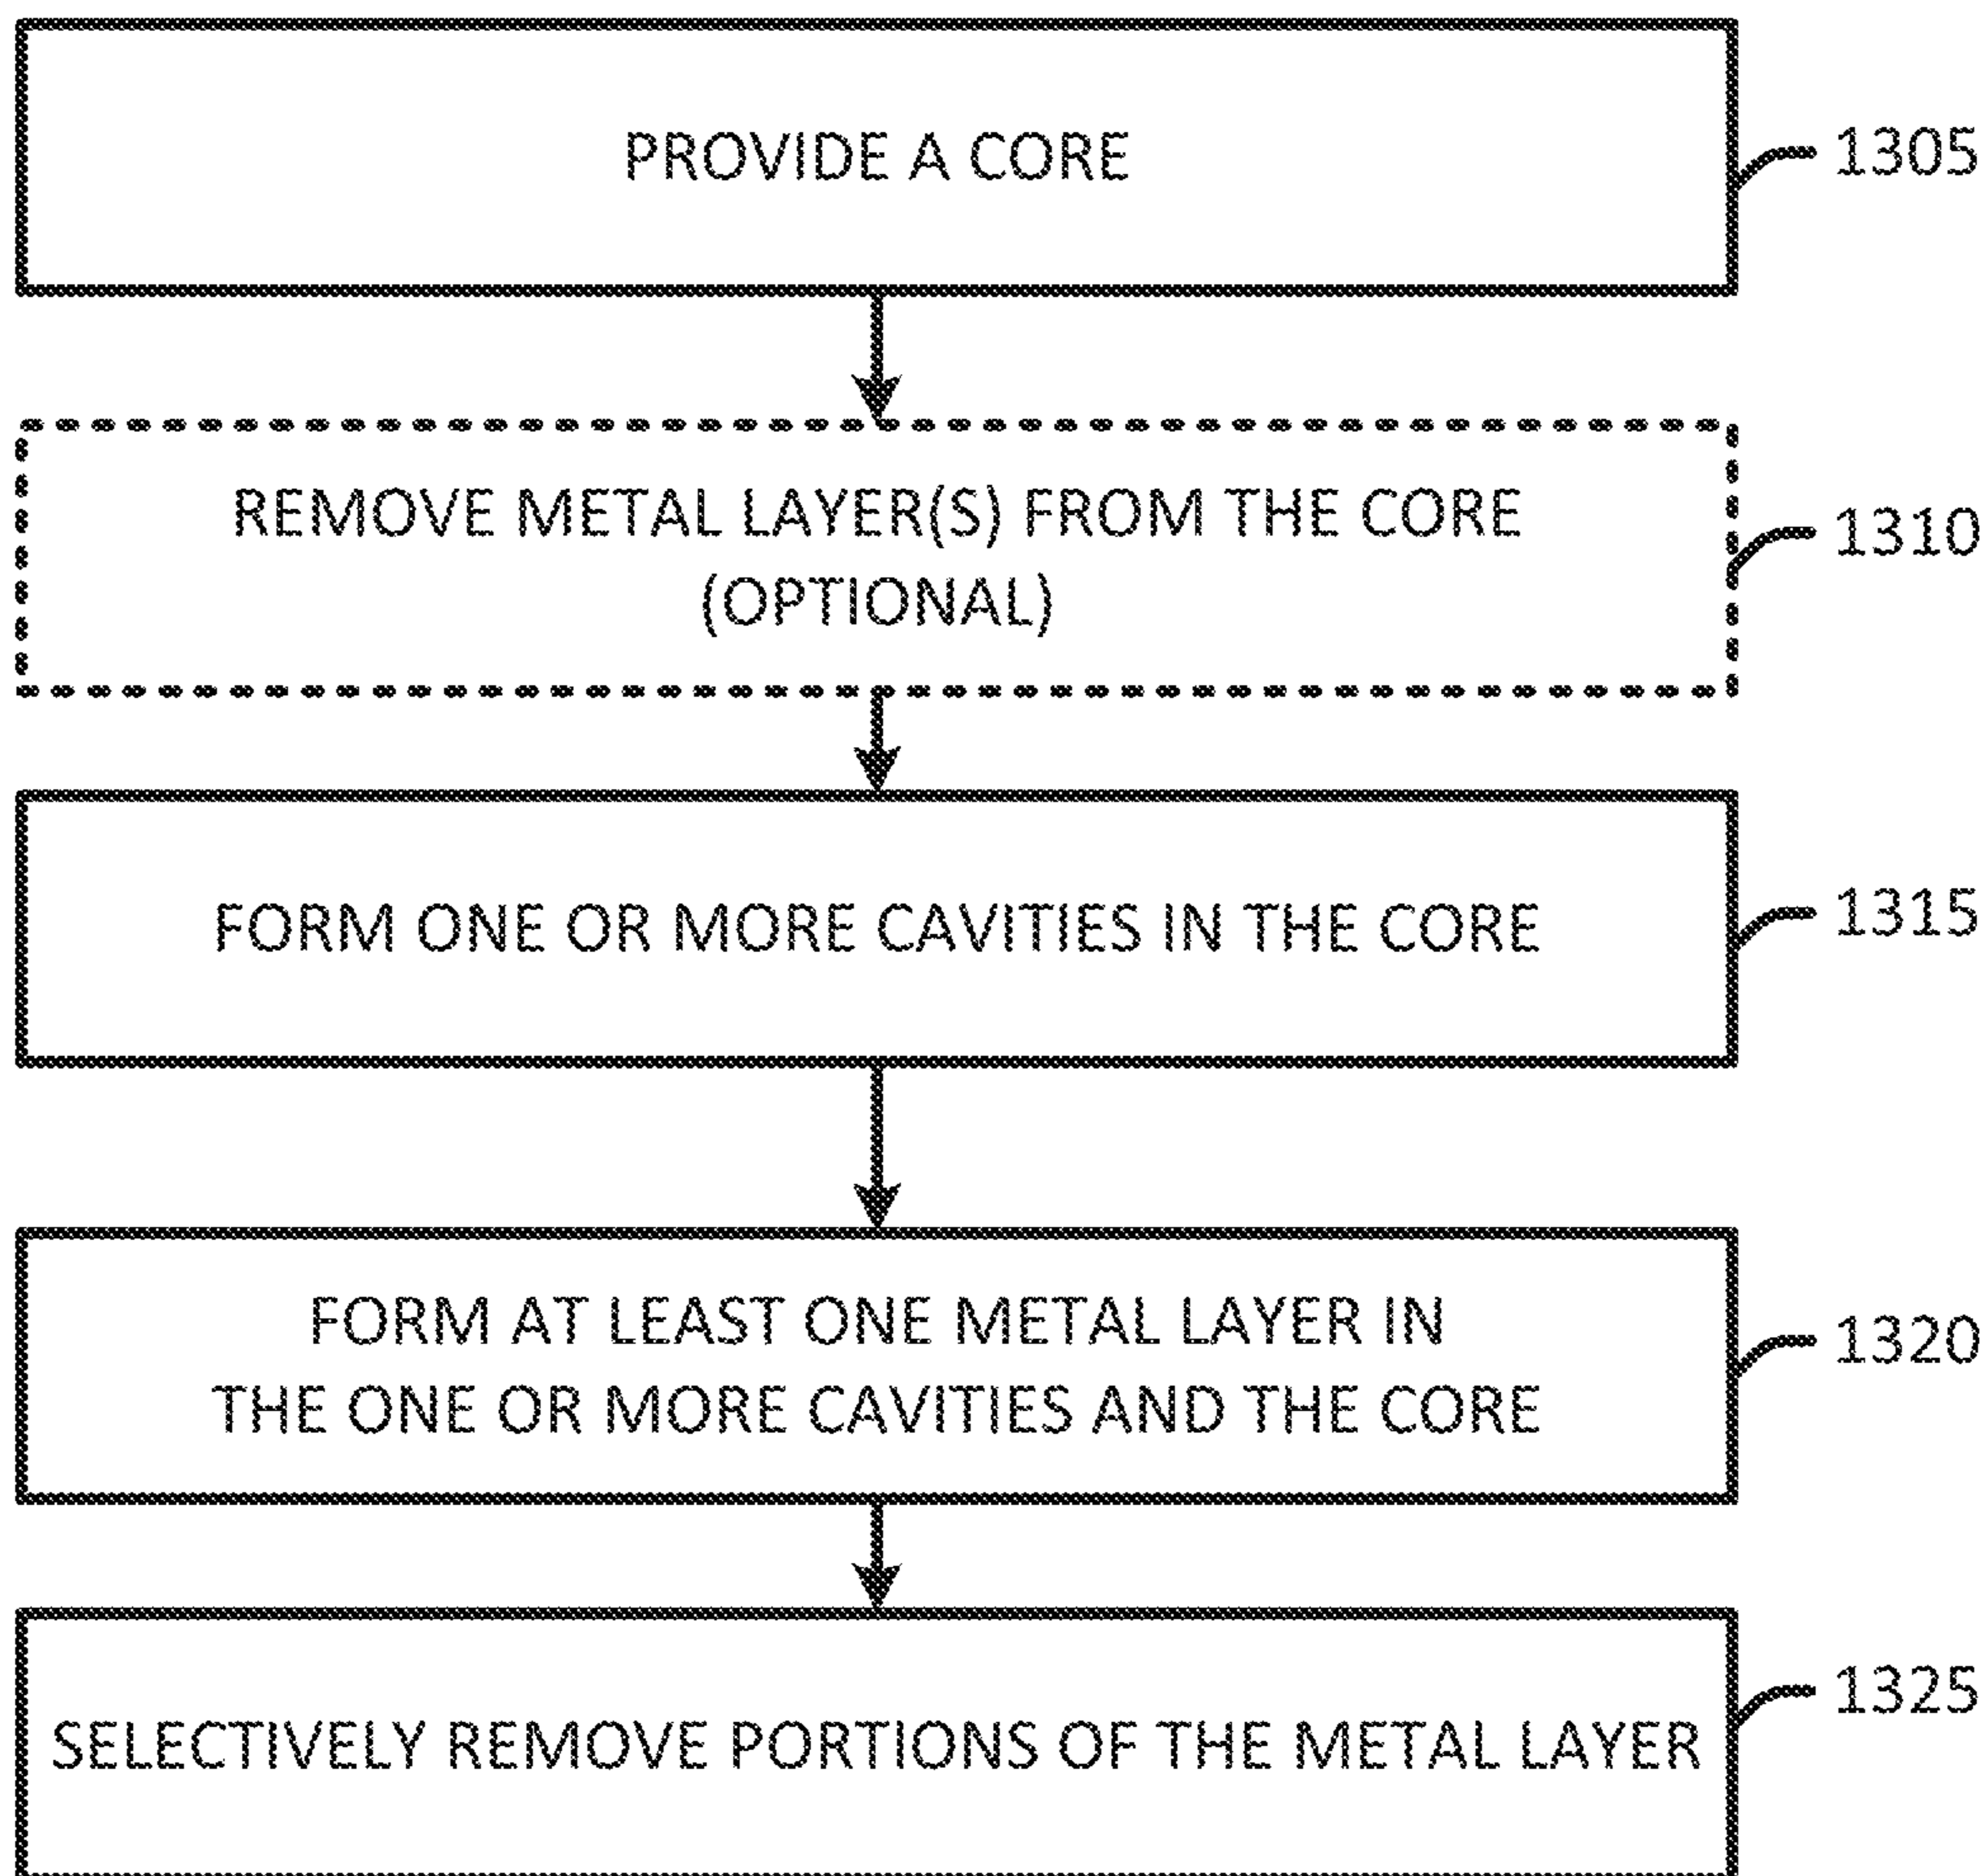 PROVIDE A CORE
1305
REMOVE METAL LAYER(S) FROM THE CORE
(OPTIONAL)
1310
FORM ONE OR MORE CAVITIES IN THE CORE
1315
FORM AT LEAST ONE METAL LAYER IN
THE ONE OR MORE CAVITIES AND THE CORE
1320
SELECTIVELY REMOVE PORTIONS OF THE METAL LAYER
1325